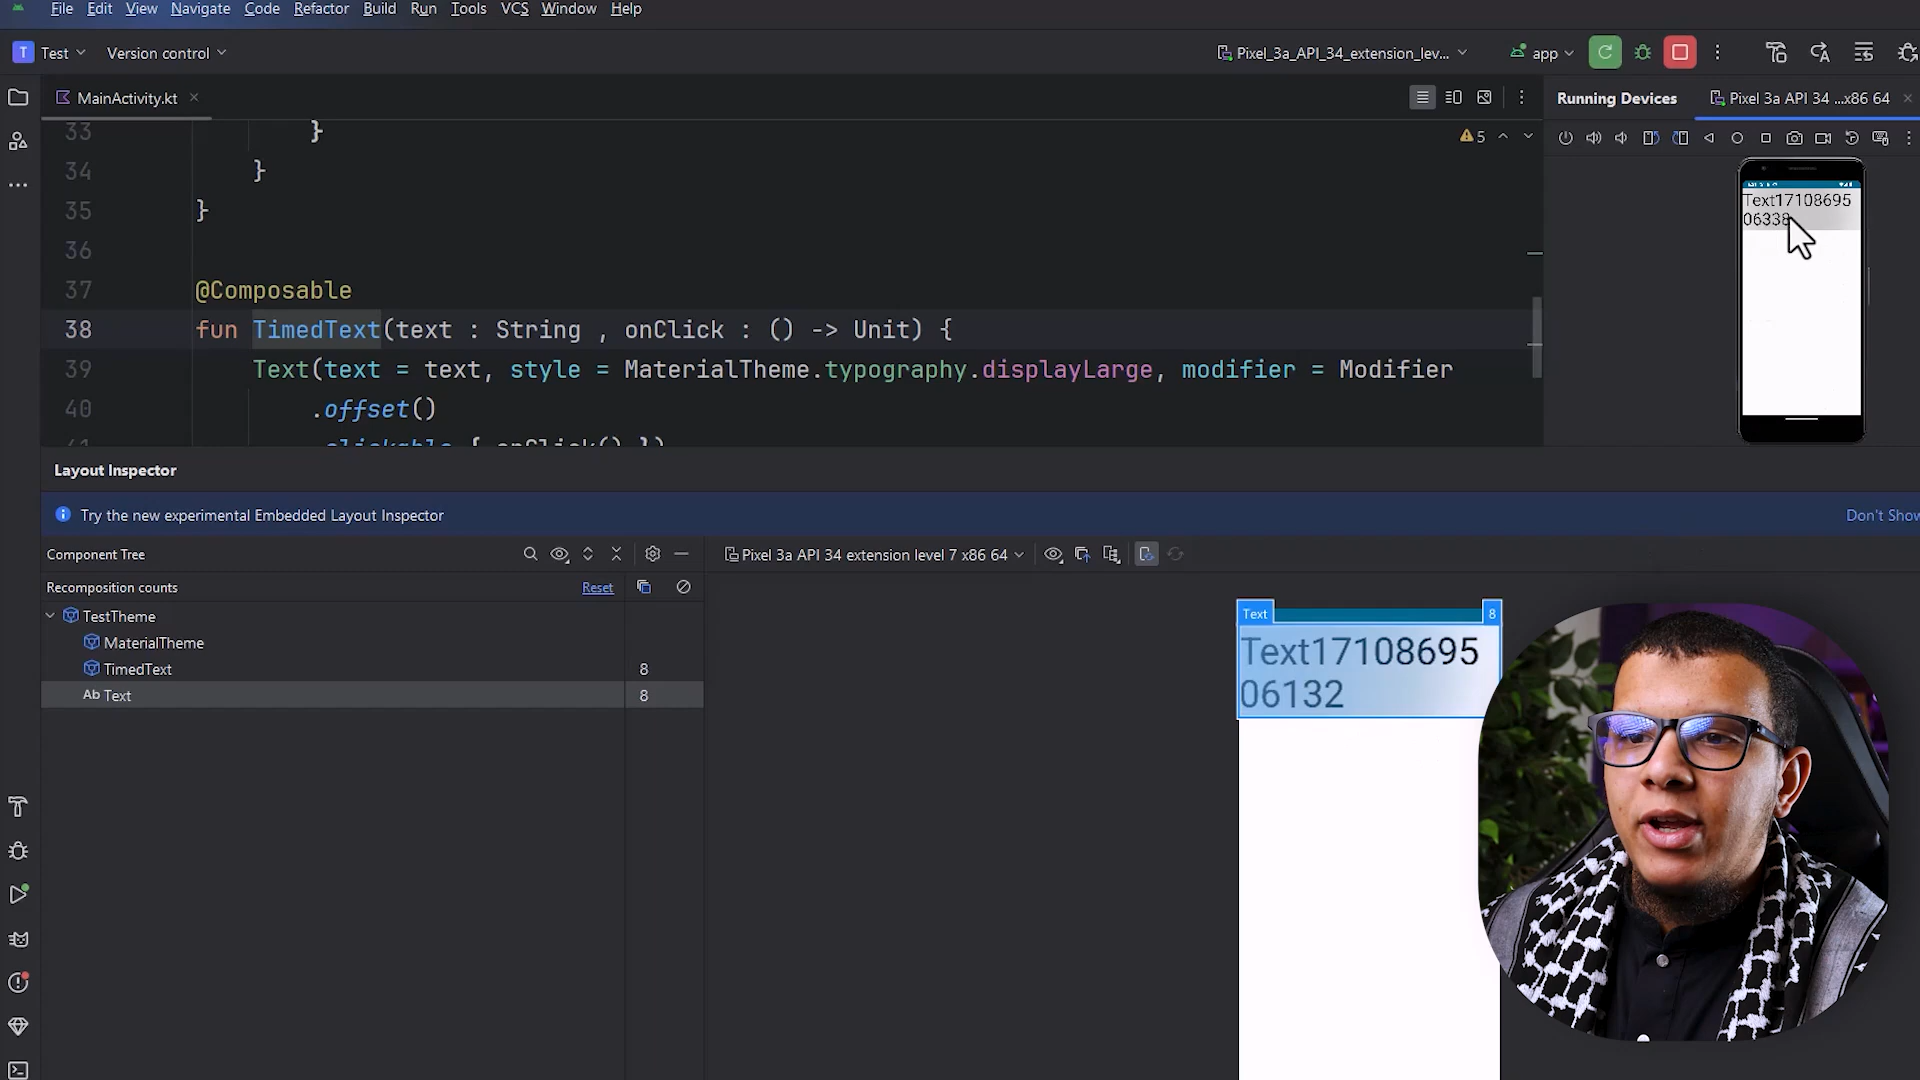 File Edit View Navigate Code Refactor Build Run Tools VCS Window Help
T Test Version control Pixel_3a_API_34_extension_lev... app
MainActivity.kt
Running Devices Pixel 3a API 34 ...x86 64
5
33 }
34 }
35 }
36
37 @Composable
38 fun TimedText(text : String , onClick : () -> Unit) {
39 Text(text = text, style = MaterialTheme.typography.displayLarge, modifier = Modifier
40 .offset()
Text17108695
06338
Layout Inspector
Try the new experimental Embedded Layout Inspector Don't Show
Component Tree
Pixel 3a API 34 extension level 7 x86 64
Recomposition counts Reset
TestTheme
MaterialTheme
TimedText 8
Ab Text 8
Text 8
Text17108695
06132